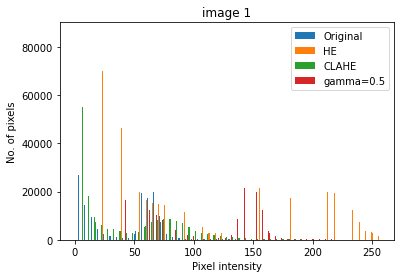 image 1
Original
HE
CLAHE
gamma=0.5
No. of pixels
80000
60000
40000
20000
0
0 50 100 150 200 250
Pixel intensity